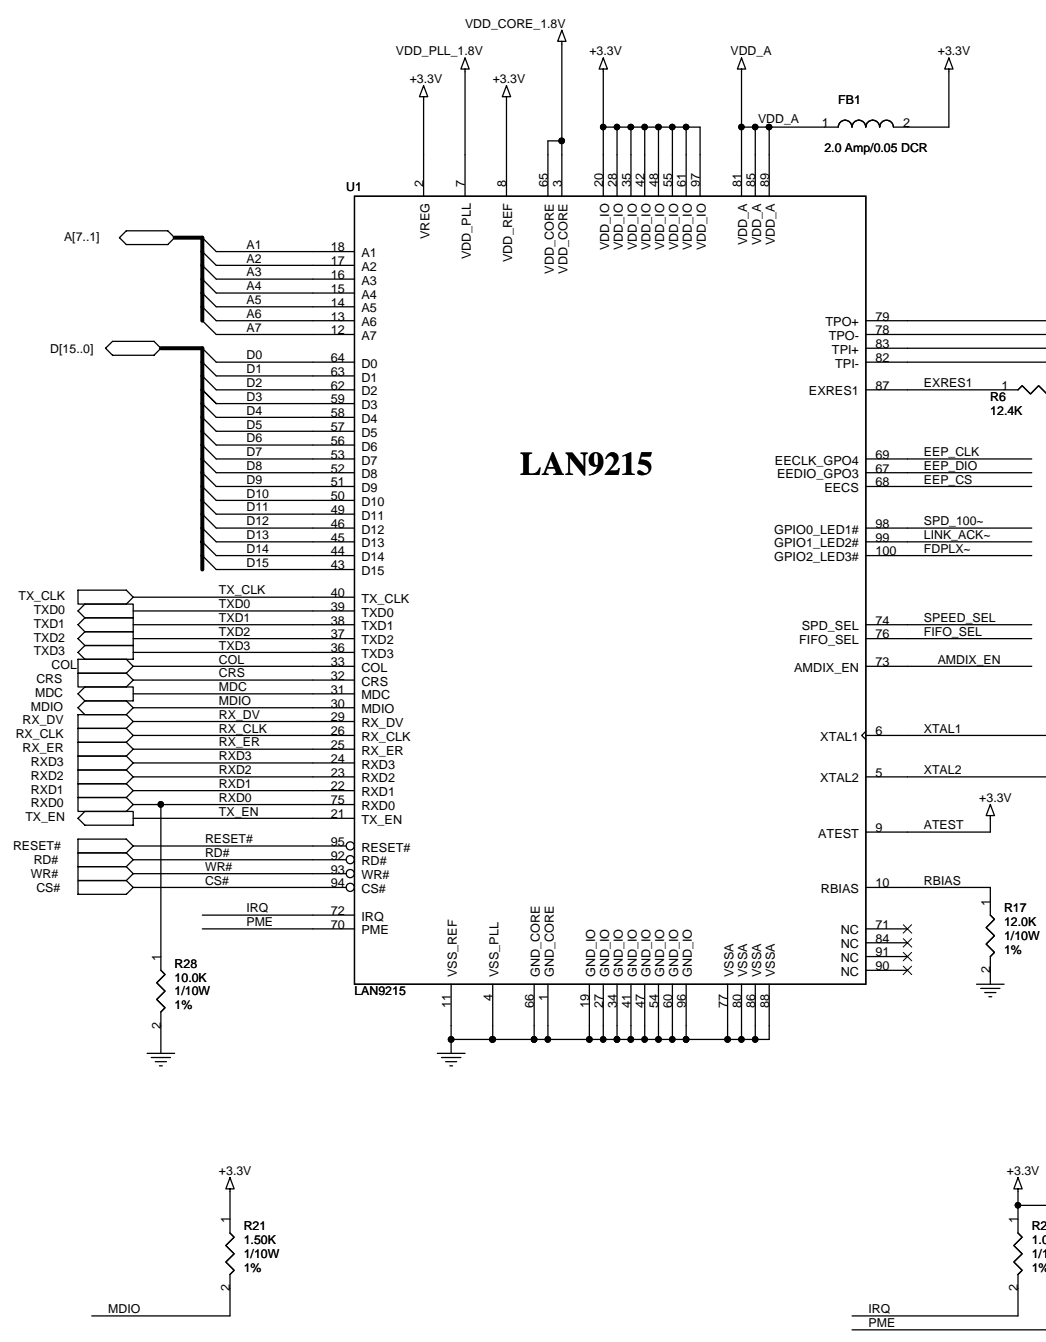 VDD_CORE_1.8V
VDD_PLL_1.8V
+3.3V
VDD_A
+3.3V
+3.3V
+3.3V
FB1
VDD_A
1
2
2.0 Amp/0.05 DCR
U1
2
7
8
65
3
20
28
35
42
48
55
61
97
81
85
89
VREG
VDD_PLL
VDD_REF
VDD_CORE
VDD_CORE
VDD_IO
VDD_IO
VDD_IO
VDD_IO
VDD_IO
VDD_IO
VDD_IO
VDD_IO
VDD_A
VDD_A
VDD_A
A[7..1]
A1 18 A1
A2 17 A2
A3 16 A3
A4 15 A4
A5 14 A5
A6 13 A6
A7 12 A7
D[15..0]
D0 64 D0
D1 63 D1
D2 62 D2
D3 59 D3
D4 58 D4
D5 57 D5
D6 56 D6
D7 53 D7
D8 52 D8
D9 51 D9
D10 50 D10
D11 49 D11
D12 46 D12
D13 45 D13
D14 44 D14
D15 43 D15
TX_CLK TX_CLK 40 TX_CLK
TXD0 TXD0 39 TXD0
TXD1 TXD1 38 TXD1
TXD2 TXD2 37 TXD2
TXD3 TXD3 36 TXD3
COL COL 33 COL
CRS CRS 32 CRS
MDC MDC 31 MDC
MDIO MDIO 30 MDIO
RX_DV RX_DV 29 RX_DV
RX_CLK RX_CLK 26 RX_CLK
RX_ER RX_ER 25 RX_ER
RXD3 RXD3 24 RXD3
RXD2 RXD2 23 RXD2
RXD1 RXD1 22 RXD1
RXD0 RXD0 75 RXD0
TX_EN TX_EN 21 TX_EN
RESET# RESET# 95 RESET#
RD# RD# 92 RD#
WR# WR# 93 WR#
CS# CS# 94 CS#
IRQ 72 IRQ
PME 70 PME
LAN9215
TPO+ 79
TPO- 78
TPI+ 83
TPI- 82
EXRES1 87 EXRES1 1
R6
12.4K
EECLK_GPO4 69 EEP_CLK
EEDIO_GPO3 67 EEP_DIO
EECS 68 EEP_CS
GPIO0_LED1# 98 SPD_100~
GPIO1_LED2# 99 LINK_ACK~
GPIO2_LED3# 100 FDPLX~
SPD_SEL 74 SPEED_SEL
FIFO_SEL 76 FIFO_SEL
AMDIX_EN 73 AMDIX_EN
XTAL1 6 XTAL1
XTAL2 5 XTAL2
+3.3V
ATEST 9 ATEST
RBIAS 10 RBIAS
1
R17
12.0K
1/10W
1%
2
NC 71
NC 84
NC 91
NC 90
VSS_REF
VSS_PLL
GND_CORE
GND_CORE
GND_IO
GND_IO
GND_IO
GND_IO
GND_IO
GND_IO
GND_IO
GND_IO
VSSA
VSSA
VSSA
VSSA
LAN9215
11
4
66
1
19
27
34
41
47
54
60
96
77
80
86
88
1
R28
10.0K
1/10W
1%
2
+3.3V
1
R21
1.50K
1/10W
1%
2
MDIO
+3.3V
1
2
IRQ
PME